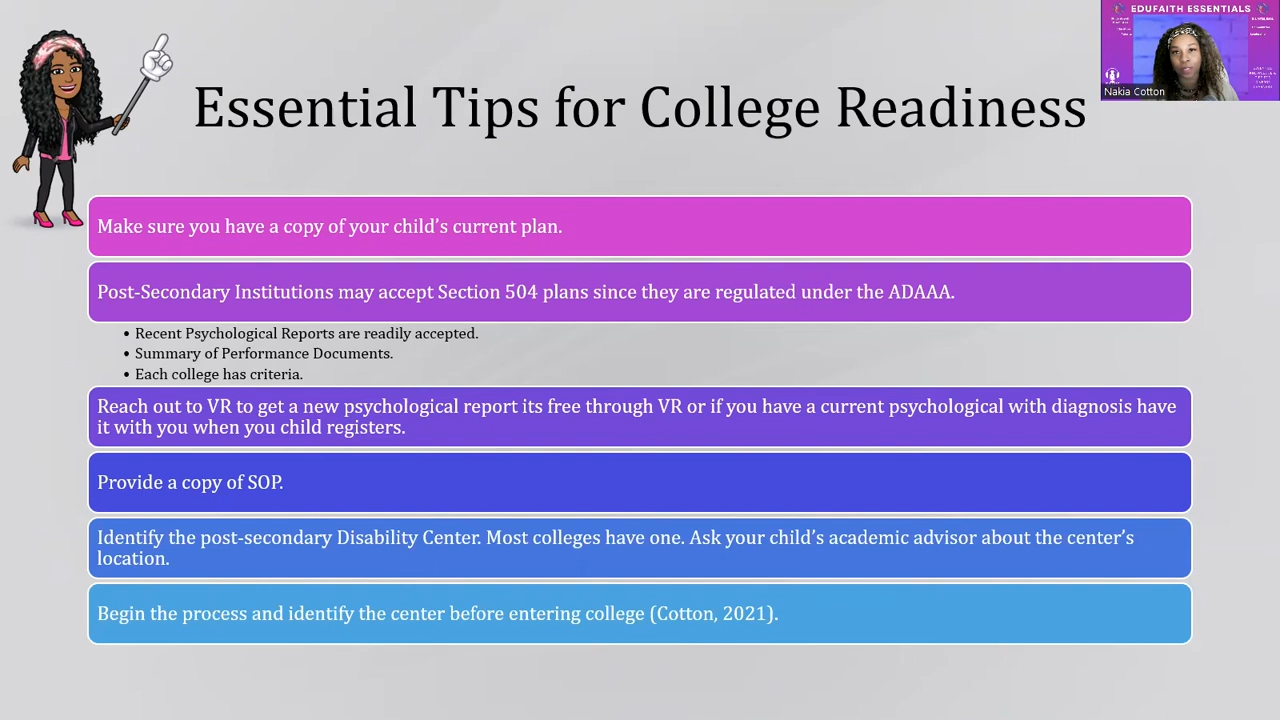 EDUFAITH ESSENTIALS
Nakia Cotton
Essential Tips for College Readiness
Make sure you have a copy of your child’s current plan.
Post-Secondary Institutions may accept Section 504 plans since they are regulated under the ADAAA.
• Recent Psychological Reports are readily accepted.
• Summary of Performance Documents.
• Each college has criteria.
Reach out to VR to get a new psychological report its free through VR or if you have a current psychological with diagnosis have
it with you when you child registers.
Provide a copy of SOP.
Identify the post-secondary Disability Center. Most colleges have one. Ask your child’s academic advisor about the center’s
location.
Begin the process and identify the center before entering college (Cotton, 2021).